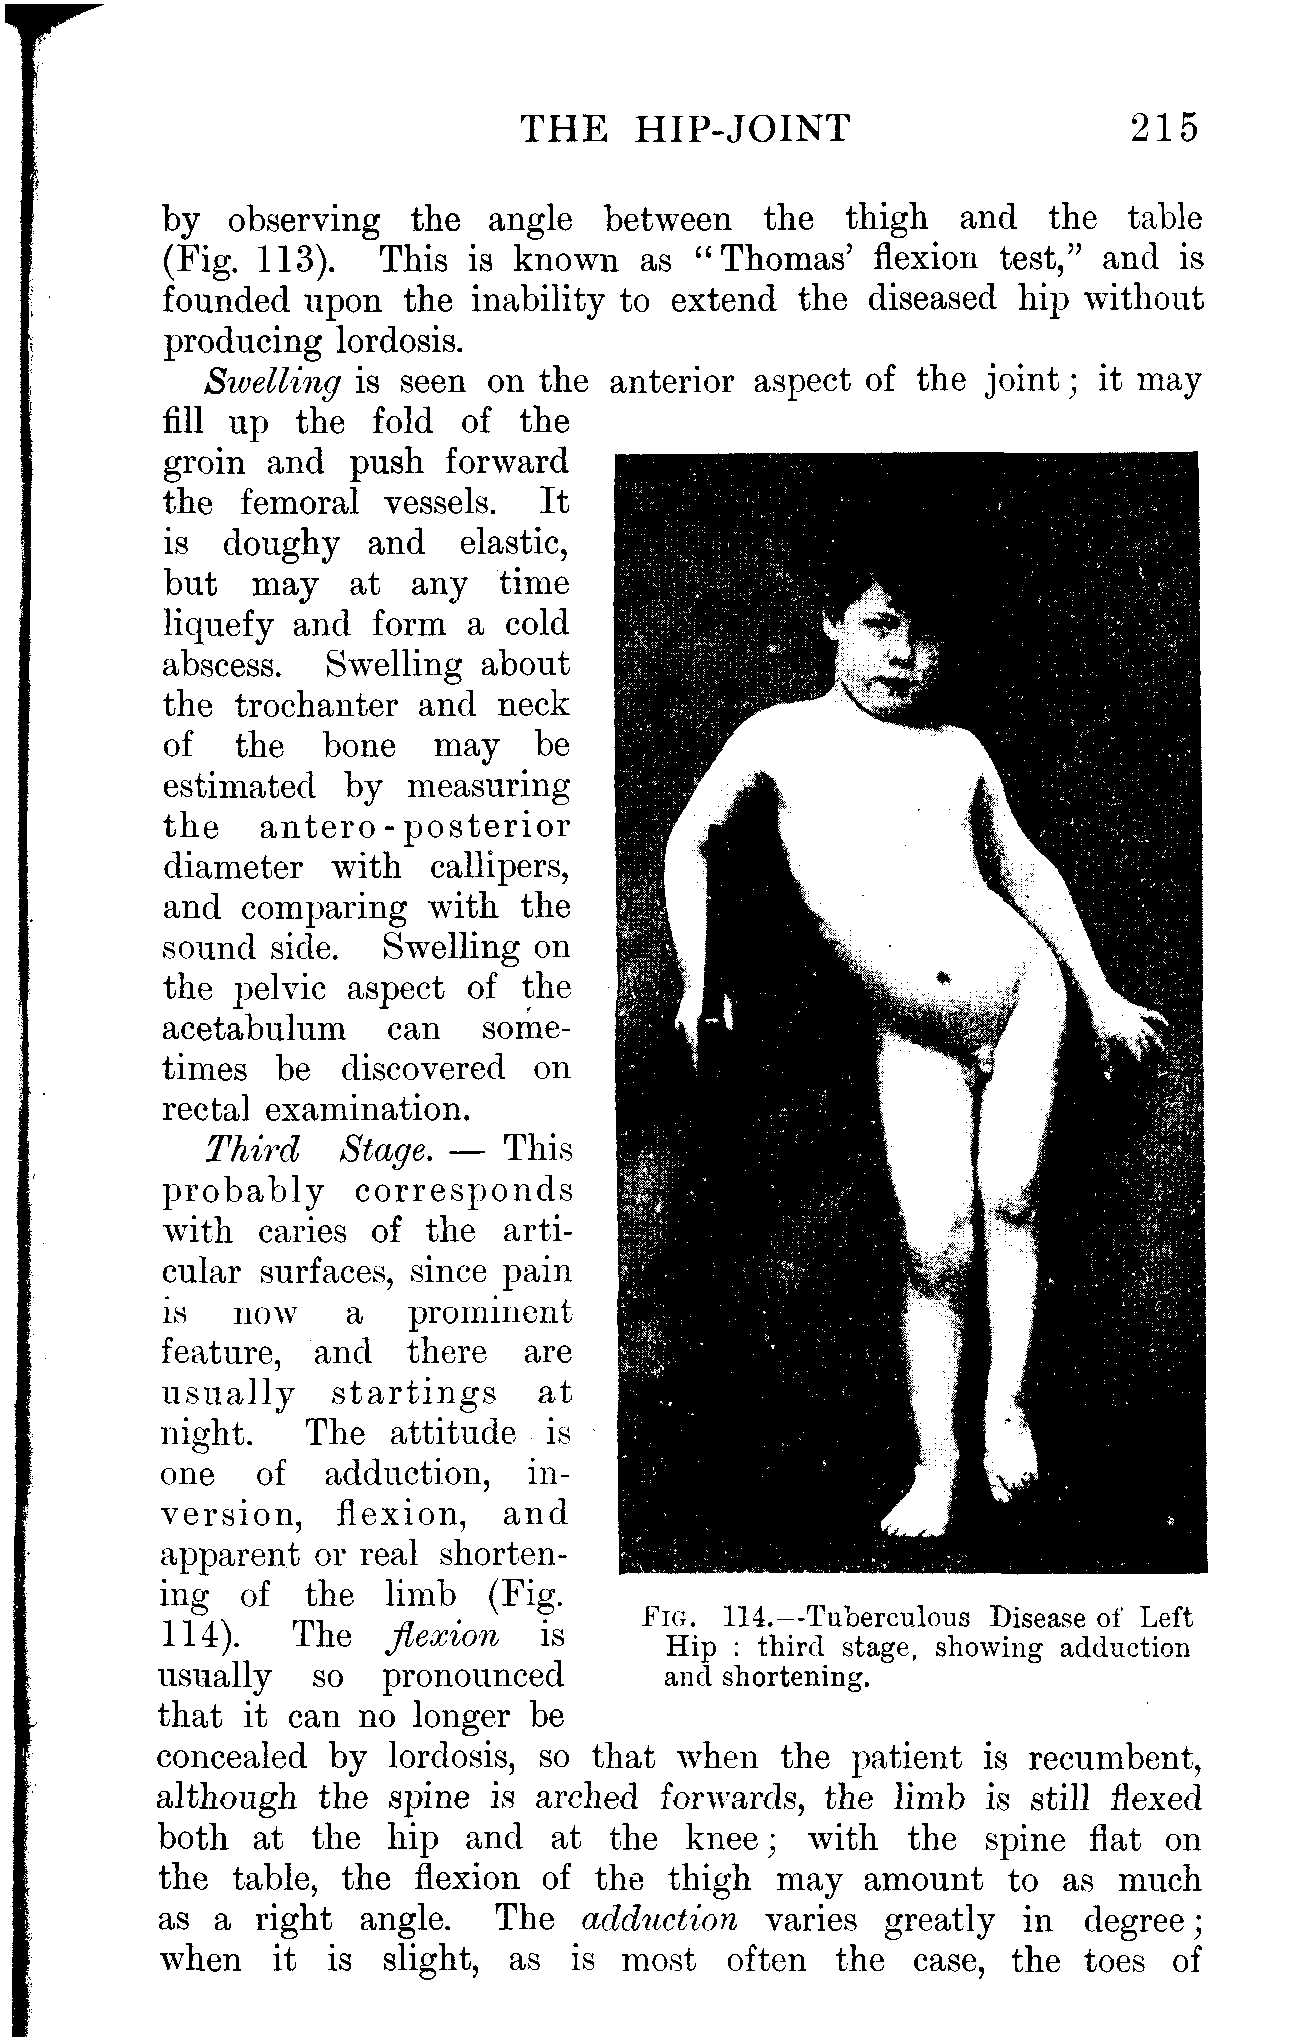 THE HIP-JOINT 215
by observing the angle between the thigh and the table
(Fig. 113). This is known as “Thomas’ flexion test,” and is
founded upon the inability to extend the diseased hip without
producing lordosis.
Swelling is seen on the anterior aspect of the joint; it may
fill up the fold of the
groin and push forward
the femoral vessels. It
is doughy and elastic,
but may at any time
liquefy and form a cold
abscess. Swelling about
the trochanter and neck
of the bone may be
estimated by measuring
the antero-posterior
diameter with callipers,
and comparing with the
sound side. Swelling on
the pelvic aspect of the
acetabulum can some-
times be discovered on
rectal examination.
Third Stage. — This
probably corresponds
with caries of the arti-
cular surfaces, since pain
is now a prominent
feature, and there are
usually startings at
night. The attitude is
one of adduction, in-
version, flexion, and
apparent or real shorten-
ing of the limb (Fig.
114). The flexion is
usually so pronounced
that it can no longer be
FIG. 114.--Tuberculous Disease of Left
Hip : third stage, showing adduction
and shortening.
concealed by lordosis, so that when the patient is recumbent,
although the spine is arched forwards, the limb is still flexed
both at the hip and at the knee; with the spine flat on
the table, the flexion of the thigh may amount to as much
as a right angle. The adduction varies greatly in degree;
when it is slight, as is most often the case, the toes of